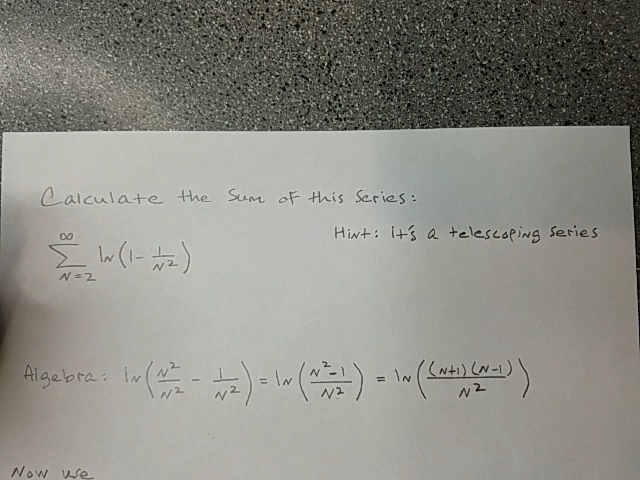 Calculate the sum of this series:
∞
Σ ln(1 - 1/N²)
N=2
Hint: it's a telescoping series
Algebra: ln(N²/N² - 1/N²) = ln((N²-1)/N²) = ln((N+1)(N-1)/N²)
Now use